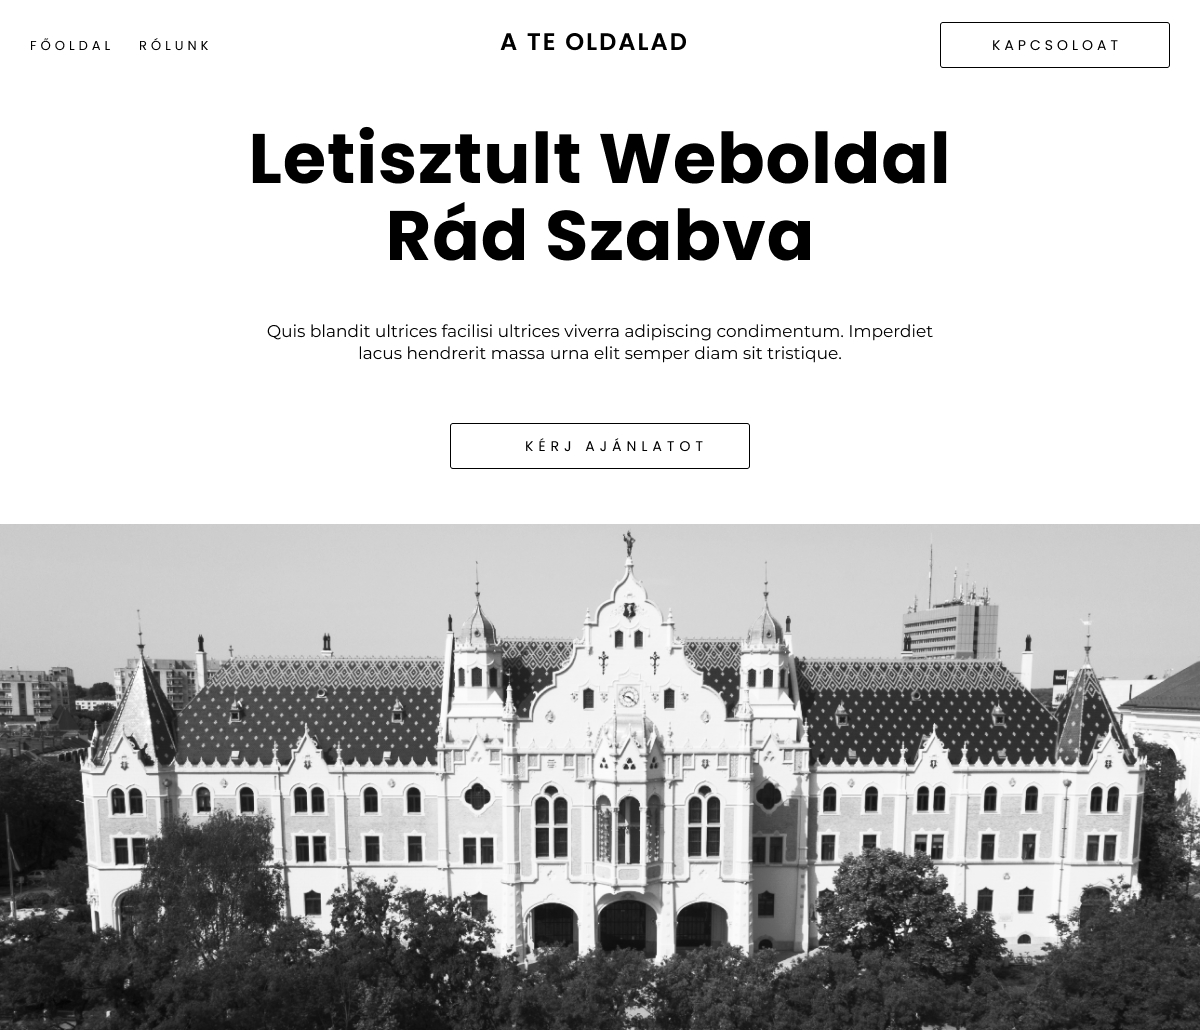 FŐOLDAL RÓLUNK A TE OLDALAD KAPCSOLOAT
Letisztult Weboldal
Rád Szabva
Quis blandit ultrices facilisi ultrices viverra adipiscing condimentum. Imperdiet
lacus hendrerit massa urna elit semper diam sit tristique.
KÉRJ AJÁNLATOT